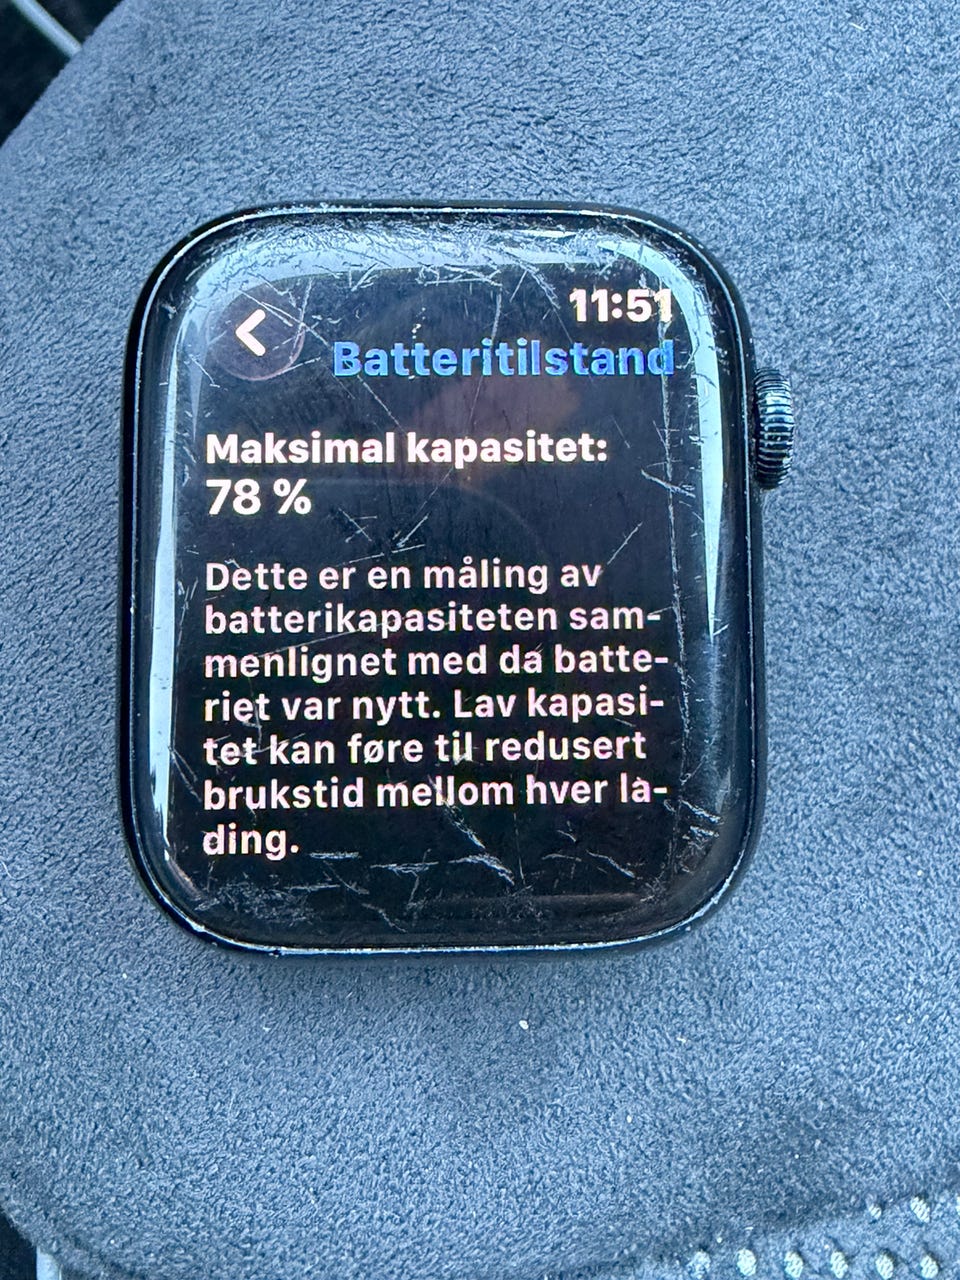 11:51
Batteritilstand
Maksimal kapasitet:
78 %
Dette er en måling av
batterikapasiteten sam-
menlignet med da batte-
riet var nytt. Lav kapasi-
tet kan føre til redusert
brukstid mellom hver la-
ding.